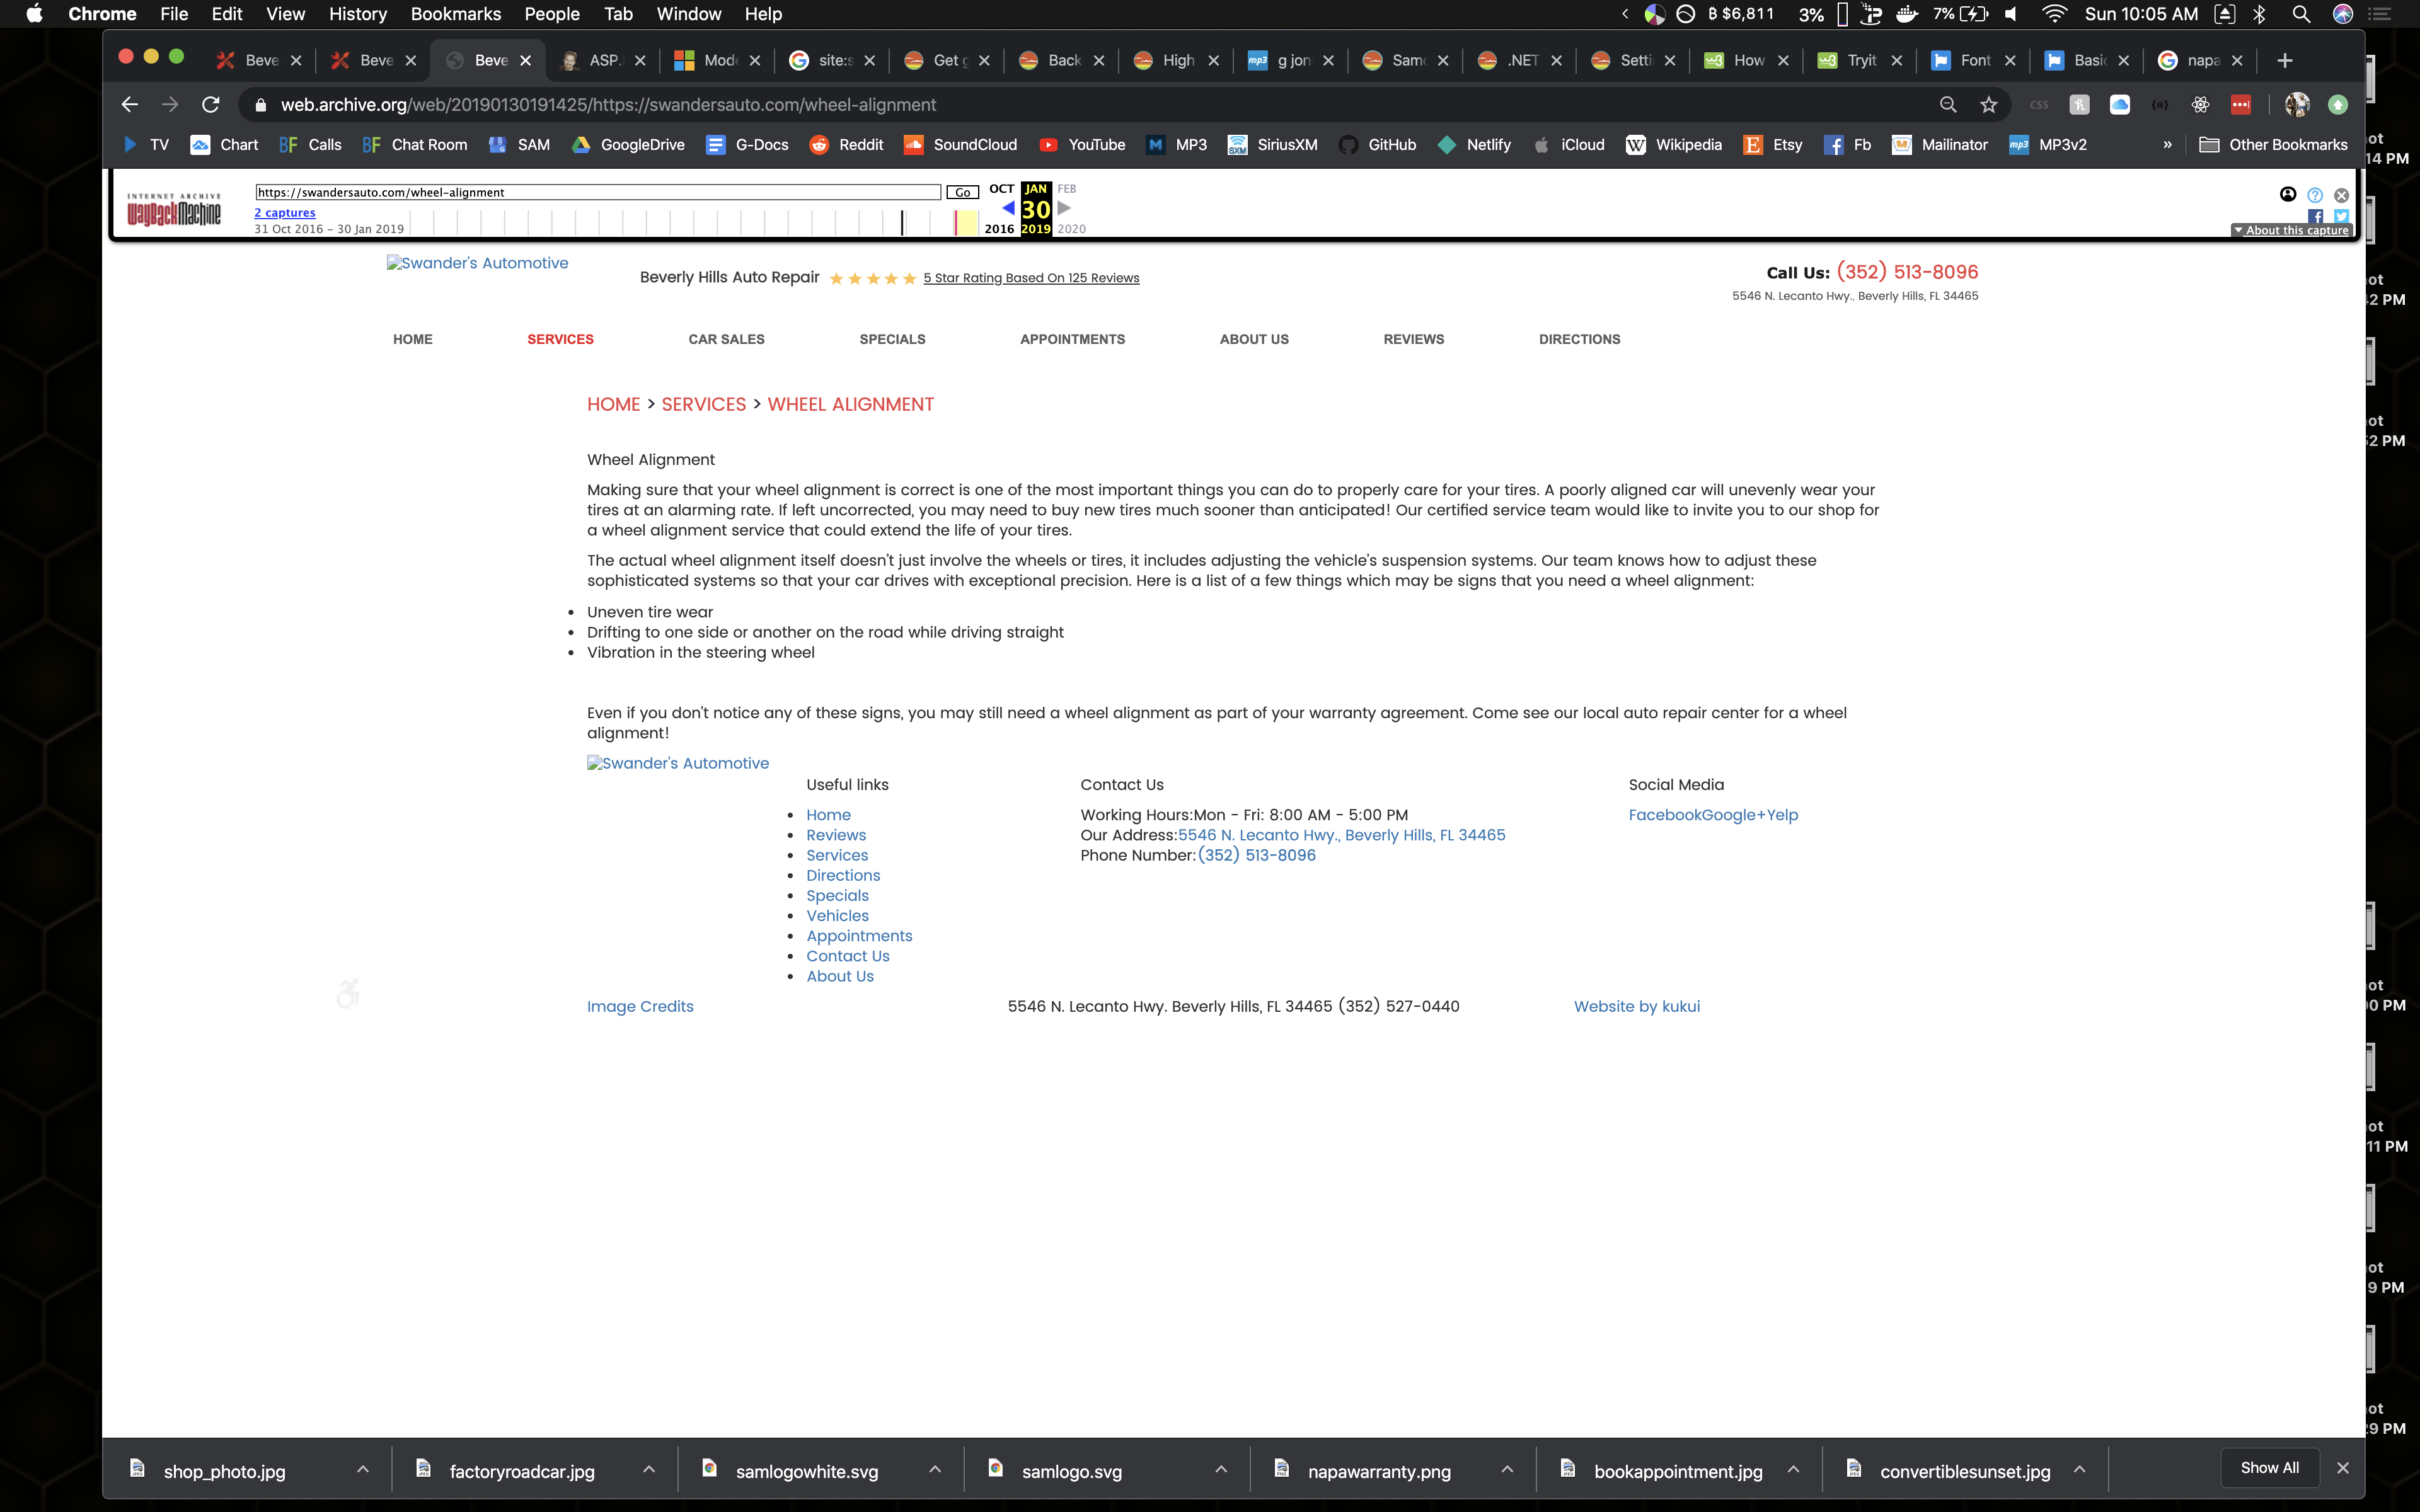 Chrome File Edit View History Bookmarks People Tab Window Help ₿ $6,811 3% 7% Sun 10:05 AM
Beve Beve Beve ASP. Mod site:s Get g Back High g jon Sam .NET Setti How Tryit Font Basic napa
web.archive.org/web/20190130191425/https://swandersauto.com/wheel-alignment
TV Chart BF Calls BF Chat Room SAM GoogleDrive G-Docs Reddit SoundCloud YouTube MP3 SiriusXM GitHub Netlify iCloud Wikipedia Etsy Fb Mailinator MP3v2 » Other Bookmarks
INTERNET ARCHIVE
WayBackMachine
https://swandersauto.com/wheel-alignment Go OCT JAN FEB
2 captures 30
31 Oct 2016 – 30 Jan 2019 2016 2019 2020
About this capture
Swander's Automotive
Beverly Hills Auto Repair 5 Star Rating Based On 125 Reviews
Call Us: (352) 513-8096
5546 N. Lecanto Hwy., Beverly Hills, FL 34465
HOME SERVICES CAR SALES SPECIALS APPOINTMENTS ABOUT US REVIEWS DIRECTIONS
HOME > SERVICES > WHEEL ALIGNMENT
Wheel Alignment
Making sure that your wheel alignment is correct is one of the most important things you can do to properly care for your tires. A poorly aligned car will unevenly wear your
tires at an alarming rate. If left uncorrected, you may need to buy new tires much sooner than anticipated! Our certified service team would like to invite you to our shop for
a wheel alignment service that could extend the life of your tires.
The actual wheel alignment itself doesn't just involve the wheels or tires, it includes adjusting the vehicle's suspension systems. Our team knows how to adjust these
sophisticated systems so that your car drives with exceptional precision. Here is a list of a few things which may be signs that you need a wheel alignment:
• Uneven tire wear
• Drifting to one side or another on the road while driving straight
• Vibration in the steering wheel
Even if you don't notice any of these signs, you may still need a wheel alignment as part of your warranty agreement. Come see our local auto repair center for a wheel
alignment!
Swander's Automotive
Useful links
• Home
• Reviews
• Services
• Directions
• Specials
• Vehicles
• Appointments
• Contact Us
• About Us
Contact Us
Working Hours:Mon - Fri: 8:00 AM - 5:00 PM
Our Address:5546 N. Lecanto Hwy., Beverly Hills, FL 34465
Phone Number:(352) 513-8096
Social Media
FacebookGoogle+Yelp
Image Credits 5546 N. Lecanto Hwy. Beverly Hills, FL 34465 (352) 527-0440 Website by kukui
shop_photo.jpg factoryroadcar.jpg samlogowhite.svg samlogo.svg napawarranty.png bookappointment.jpg convertiblesunset.jpg Show All